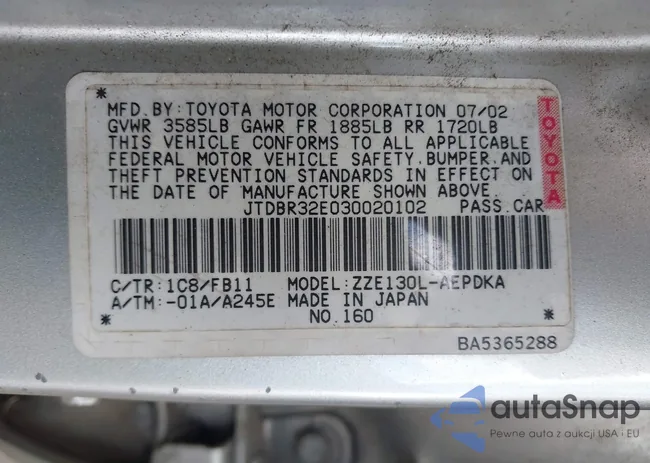 MFD.BY:TOYOTA MOTOR CORPORATION 07/02
GVWR 3585LB GAWR FR 1885LB RR 1720LB
THIS VEHICLE CONFORMS TO ALL APPLICABLE
FEDERAL MOTOR VEHICLE SAFETY.BUMPER.AND
THEFT PREVENTION STANDARDS IN EFFECT ON
THE DATE OF MANUFACTURE SHOWN ABOVE.
JTDBR32E030020102 PASS.CAR
TOYOTA
C/TR:1C8/FB11 MODEL:ZZE130L-AEPDKA
A/TM:-01A/A245E MADE IN JAPAN
NO.160
BA5365288
autoSnap
Pewne auta z aukcji USA i EU